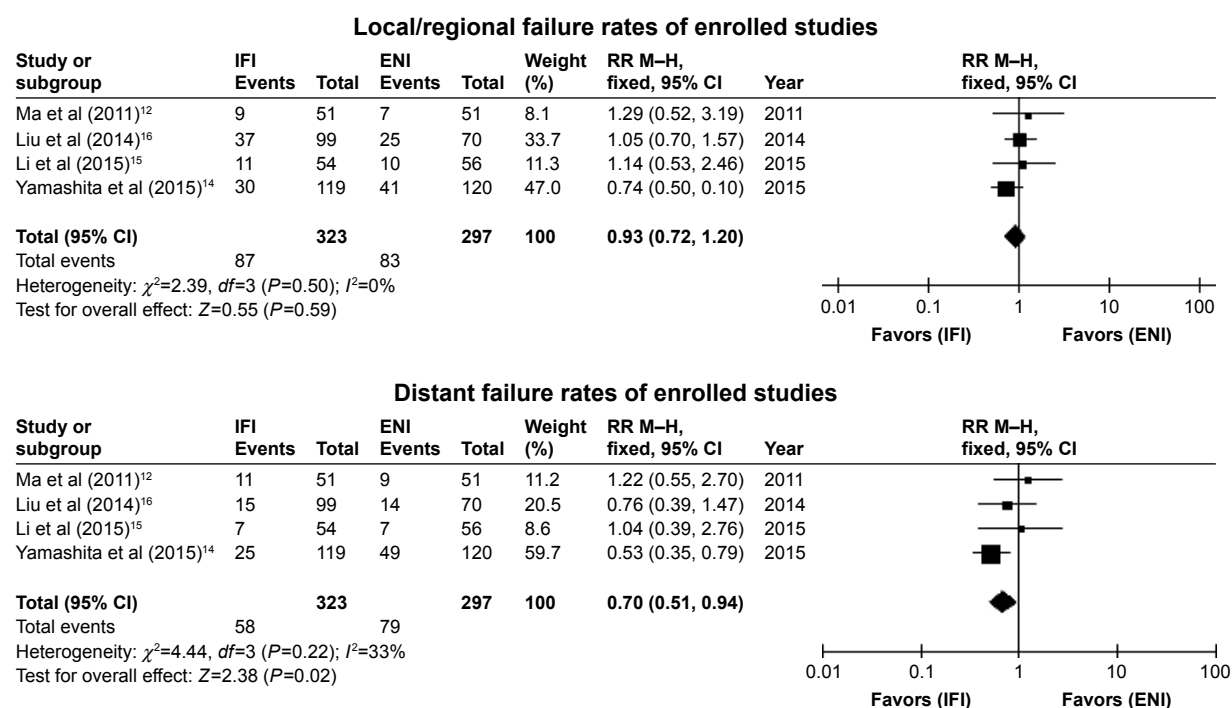 Local/regional failure rates of enrolled studies
Study or IFI ENI Weight RR M–H, RR M–H,
subgroup Events Total Events Total (%) fixed, 95% CI Year fixed, 95% CI
Ma et al (2011)¹² 9 51 7 51 8.1 1.29 (0.52, 3.19) 2011
Liu et al (2014)¹⁶ 37 99 25 70 33.7 1.05 (0.70, 1.57) 2014
Li et al (2015)¹⁵ 11 54 10 56 11.3 1.14 (0.53, 2.46) 2015
Yamashita et al (2015)¹⁴ 30 119 41 120 47.0 0.74 (0.50, 0.10) 2015
Total (95% CI) 323 297 100 0.93 (0.72, 1.20)
Total events 87 83
Heterogeneity: χ²=2.39, df=3 (P=0.50); I²=0%
Test for overall effect: Z=0.55 (P=0.59)
0.01 0.1 1 10 100
Favors (IFI) Favors (ENI)
Distant failure rates of enrolled studies
Study or IFI ENI Weight RR M–H, RR M–H,
subgroup Events Total Events Total (%) fixed, 95% CI Year fixed, 95% CI
Ma et al (2011)¹² 11 51 9 51 11.2 1.22 (0.55, 2.70) 2011
Liu et al (2014)¹⁶ 15 99 14 70 20.5 0.76 (0.39, 1.47) 2014
Li et al (2015)¹⁵ 7 54 7 56 8.6 1.04 (0.39, 2.76) 2015
Yamashita et al (2015)¹⁴ 25 119 49 120 59.7 0.53 (0.35, 0.79) 2015
Total (95% CI) 323 297 100 0.70 (0.51, 0.94)
Total events 58 79
Heterogeneity: χ²=4.44, df=3 (P=0.22); I²=33%
Test for overall effect: Z=2.38 (P=0.02)
0.01 0.1 1 10 100
Favors (IFI) Favors (ENI)